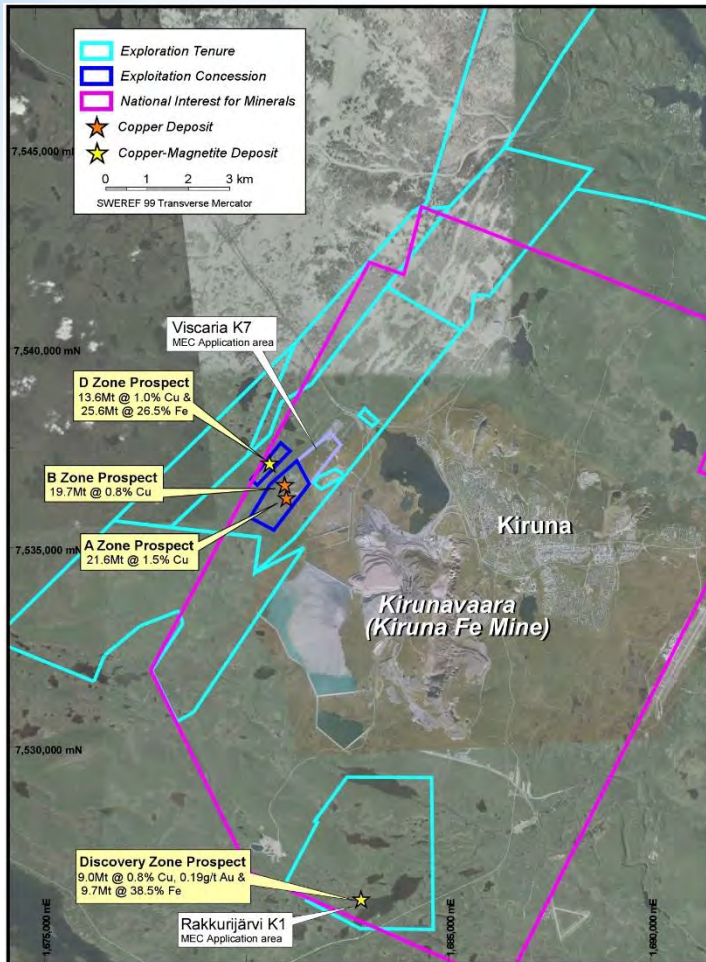 Exploration Tenure
Exploitation Concession
National Interest for Minerals
Copper Deposit
Copper-Magnetite Deposit
0 1 2 3 km
SWEREF 99 Transverse Mercator
7,545,000 mN
7,540,000 mN
Viscaria K7
MEC Application area
D Zone Prospect
13.6Mt @ 1.0% Cu &
25.6Mt @ 26.5% Fe
B Zone Prospect
19.7Mt @ 0.8% Cu
A Zone Prospect
21.6Mt @ 1.5% Cu
7,535,000 mN
Kiruna
Kirunavaara
(Kiruna Fe Mine)
7,530,000 mN
Discovery Zone Prospect
9.0Mt @ 0.8% Cu, 0.19g/t Au &
9.7Mt @ 38.5% Fe
Rakkurijärvi K1
MEC Application area
1,675,000 mE
1,685,000 mE
1,690,000 mE